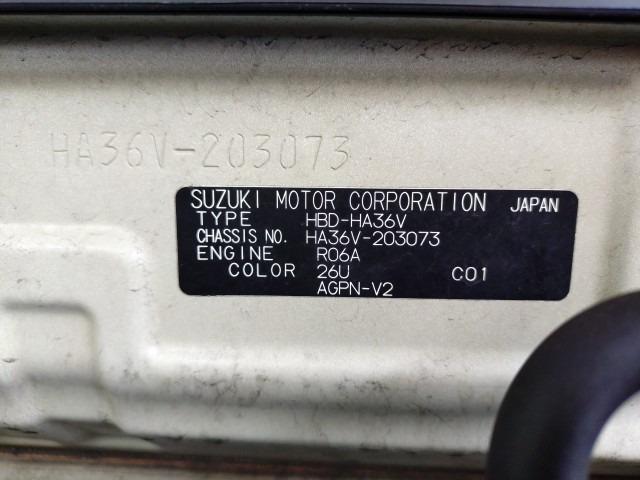 HA36V-203073
SUZUKI MOTOR CORPORATION JAPAN
TYPE HBD-HA36V
CHASSIS NO. HA36V-203073
ENGINE R06A
COLOR 26U C01
AGPN-V2